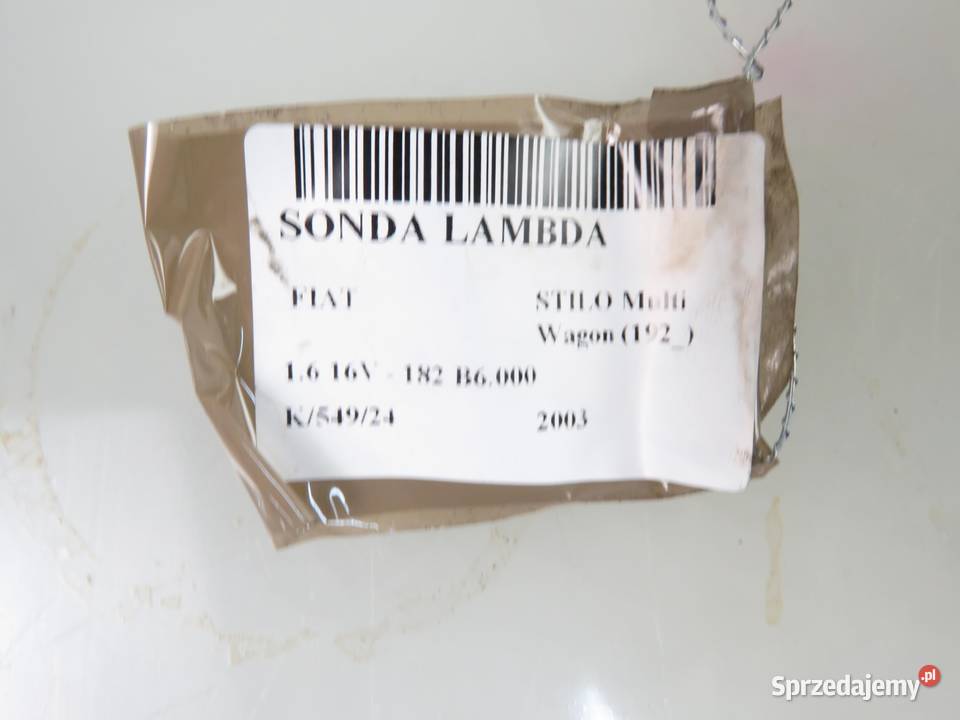 SONDA LAMBDA
FIAT
STILO Multi
Wagon (192_)
1.6 16V - 182 B6.000
K/549/24
2003
Sprzedajemy.pl